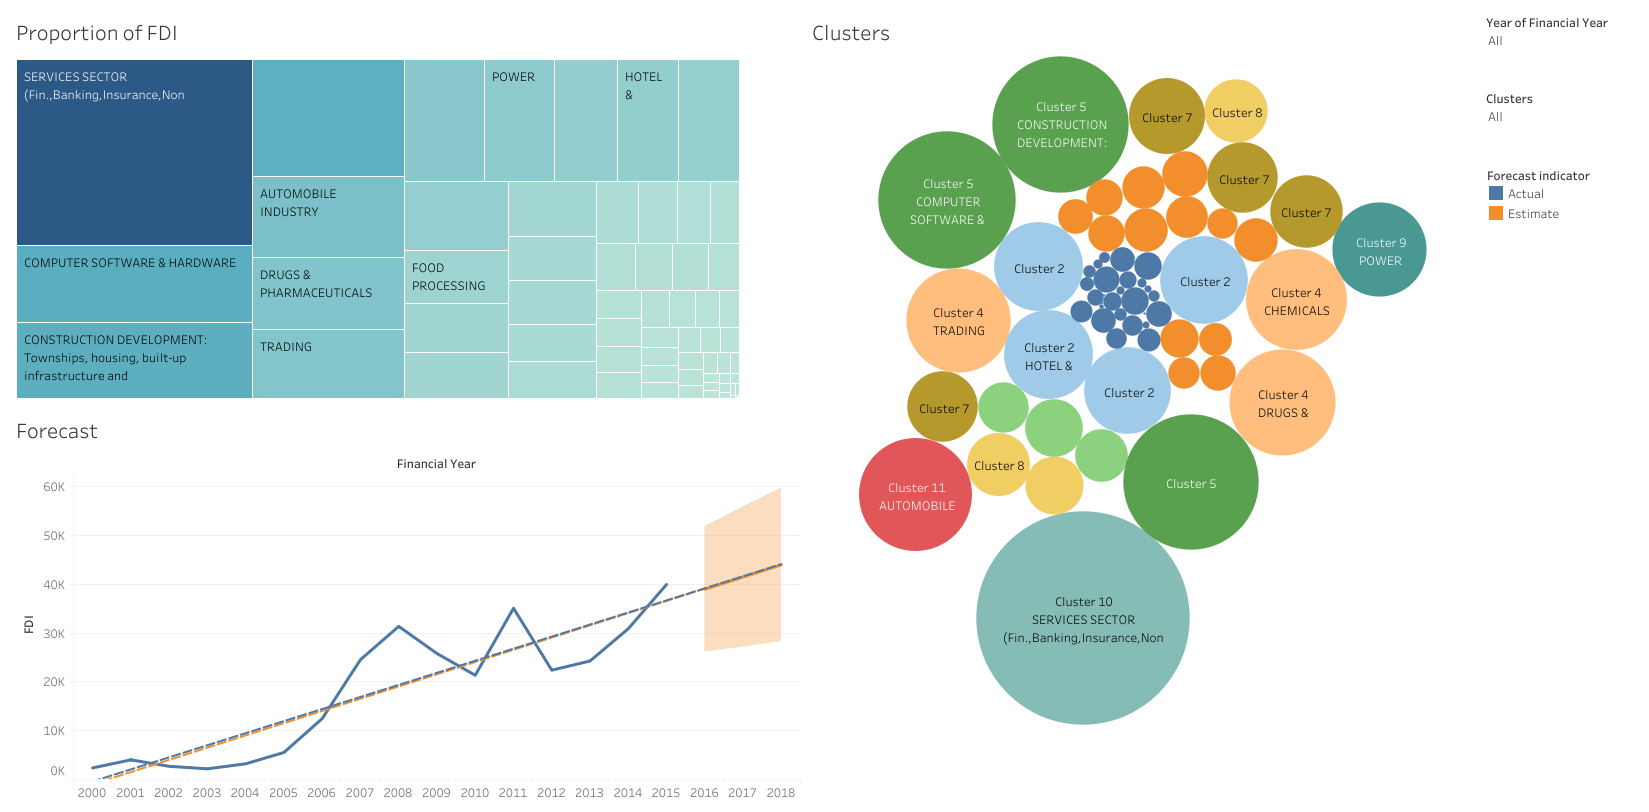 Proportion of FDI
SERVICES SECTOR
(Fin.,Banking,Insurance,Non
COMPUTER SOFTWARE & HARDWARE
CONSTRUCTION DEVELOPMENT:
Townships, housing, built-up
infrastructure and
AUTOMOBILE
INDUSTRY
DRUGS &
PHARMACEUTICALS
TRADING
POWER
HOTEL
&
FOOD
PROCESSING
Forecast
Financial Year
FDI
60K
50K
40K
30K
20K
10K
0K
2000 2001 2002 2003 2004 2005 2006 2007 2008 2009 2010 2011 2012 2013 2014 2015 2016 2017 2018
Clusters
Cluster 5
CONSTRUCTION
DEVELOPMENT:
Cluster 7
Cluster 8
Cluster 5
COMPUTER
SOFTWARE &
Cluster 7
Cluster 7
Cluster 9
POWER
Cluster 2
Cluster 2
Cluster 4
CHEMICALS
Cluster 4
TRADING
Cluster 2
HOTEL &
Cluster 2
Cluster 4
DRUGS &
Cluster 7
Cluster 8
Cluster 11
AUTOMOBILE
Cluster 5
Cluster 10
SERVICES SECTOR
(Fin.,Banking,Insurance,Non
Year of Financial Year
All
Clusters
All
Forecast indicator
Actual
Estimate